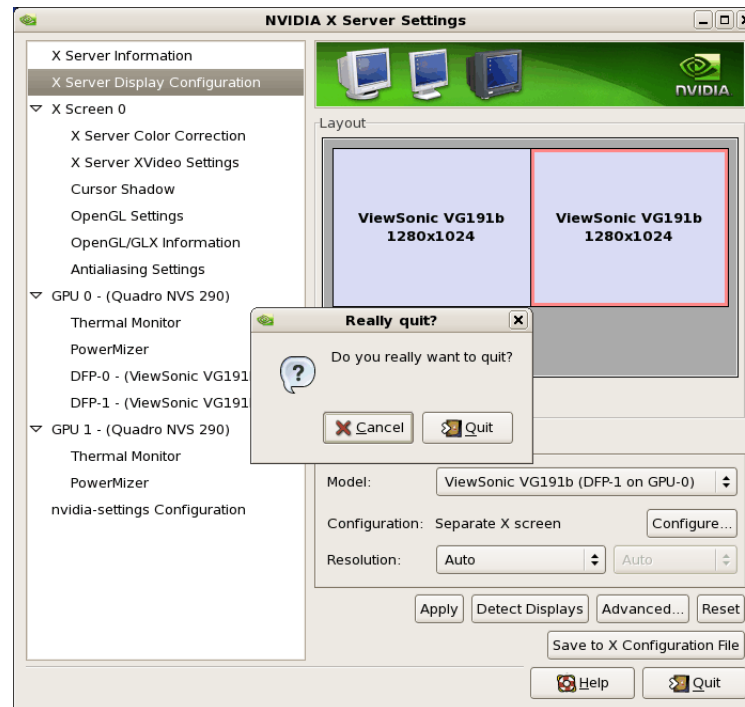 NVIDIA X Server Settings
X Server Information
X Server Display Configuration
X Screen 0
X Server Color Correction
X Server XVideo Settings
Cursor Shadow
OpenGL Settings
OpenGL/GLX Information
Antialiasing Settings
GPU 0 - (Quadro NVS 290)
Thermal Monitor
PowerMizer
DFP-0 - (ViewSonic VG191
DFP-1 - (ViewSonic VG191
GPU 1 - (Quadro NVS 290)
Thermal Monitor
PowerMizer
nvidia-settings Configuration
NVIDIA
Layout
ViewSonic VG191b
1280x1024
ViewSonic VG191b
1280x1024
Really quit?
Do you really want to quit?
Cancel
Quit
Model:
ViewSonic VG191b (DFP-1 on GPU-0)
Configuration: Separate X screen
Configure...
Resolution:
Auto
Auto
Apply
Detect Displays
Advanced...
Reset
Save to X Configuration File
Help
Quit